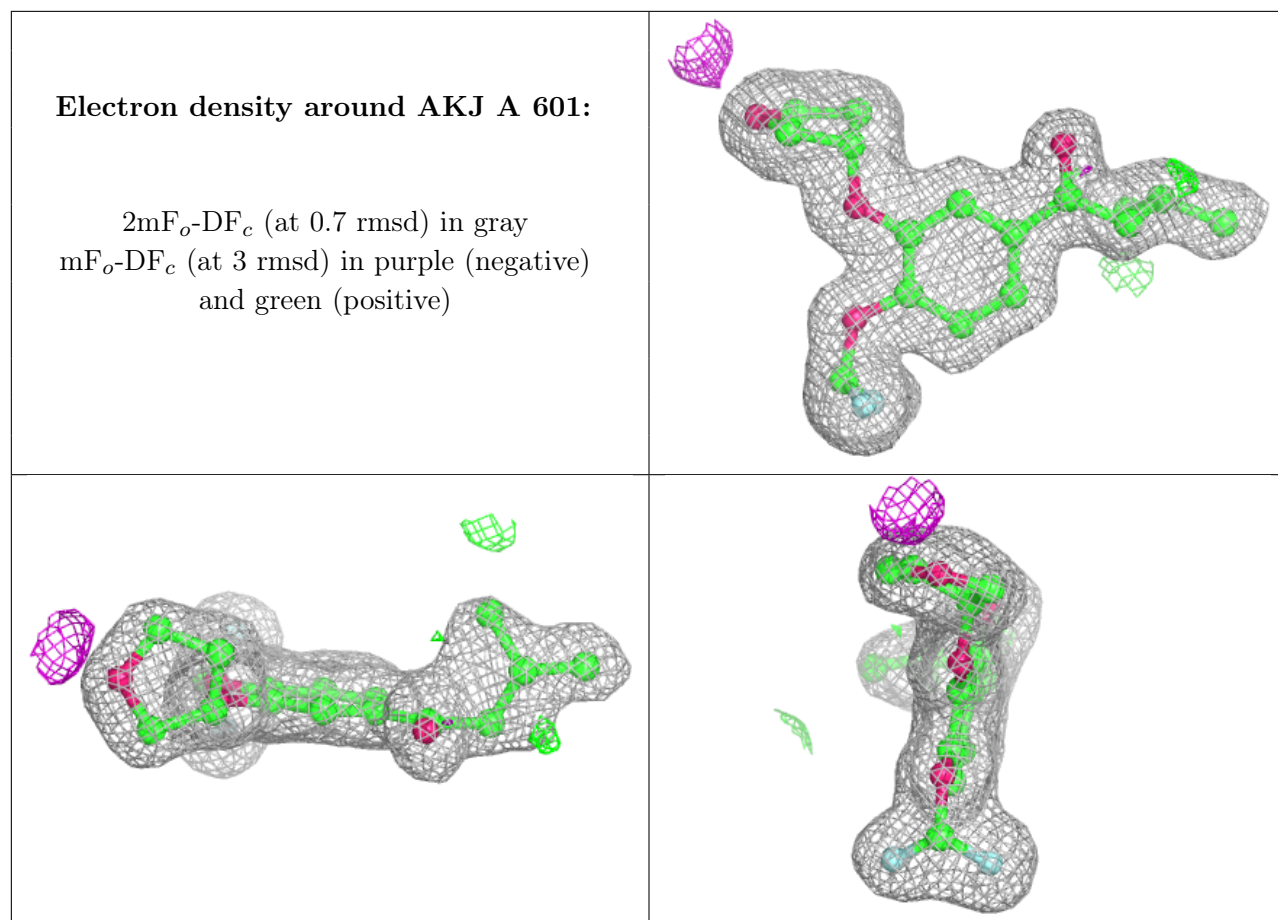 Electron density around AKJ A 601:
2mFo-DFc (at 0.7 rmsd) in gray
mFo-DFc (at 3 rmsd) in purple (negative)
and green (positive)